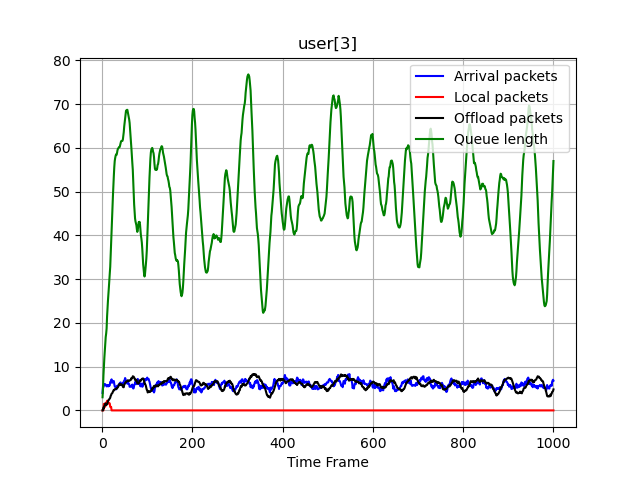 user[3]
80
70
60
50
40
30
20
10
0
Arrival packets
Local packets
Offload packets
Queue length
0
200
400
600
800
1000
Time Frame